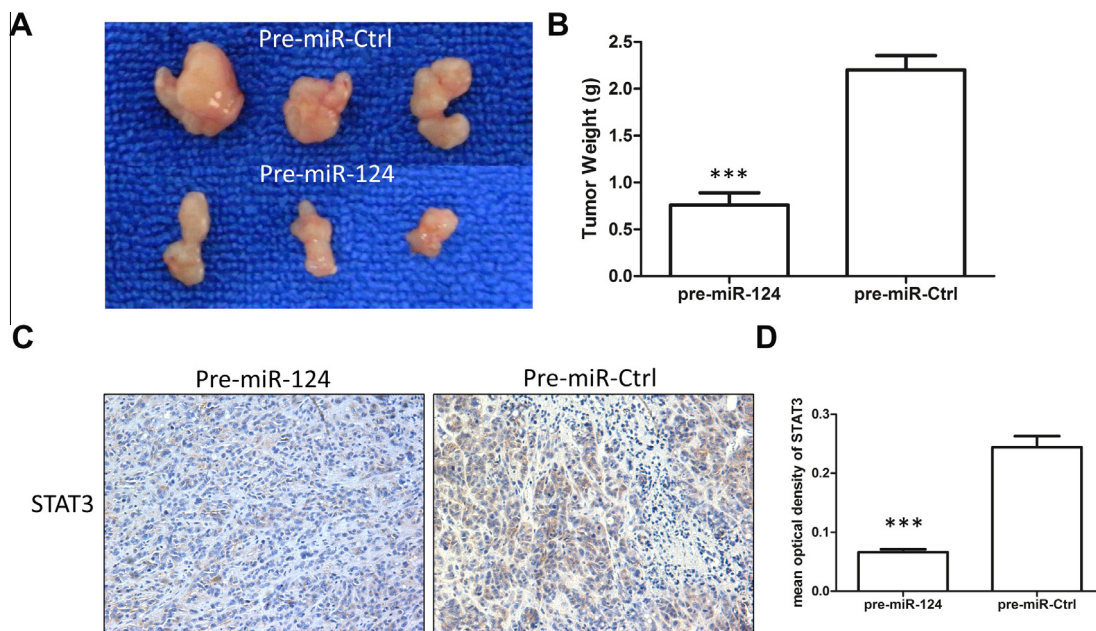 A
Pre-miR-Ctrl
Pre-miR-124
B
Tumor Weight (g)
2.5
2.0
1.5
1.0
0.5
0.0
***
pre-miR-124
pre-miR-Ctrl
C
Pre-miR-124
Pre-miR-Ctrl
STAT3
D
mean optical density of STAT3
0.3
0.2
0.1
0.0
***
pre-miR-124
pre-miR-Ctrl